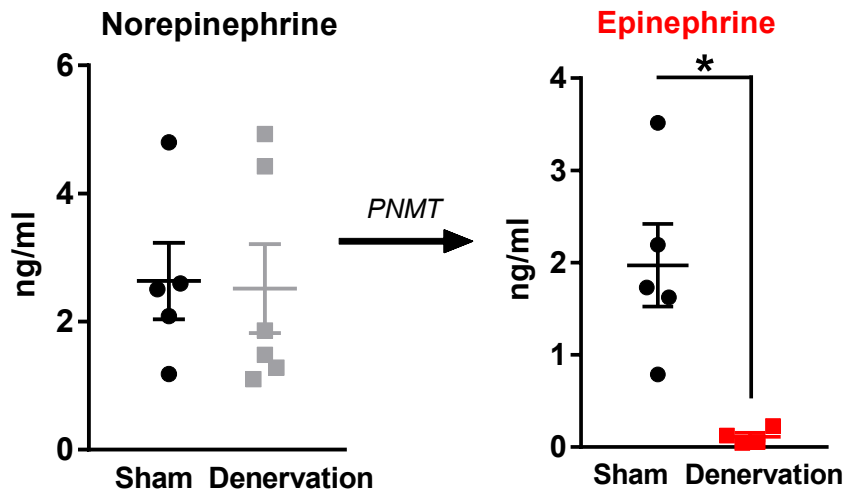 Norepinephrine
6
4
2
0
ng/ml
Sham Denervation
PNMT
Epinephrine
*
4
3
2
1
0
ng/ml
Sham Denervation